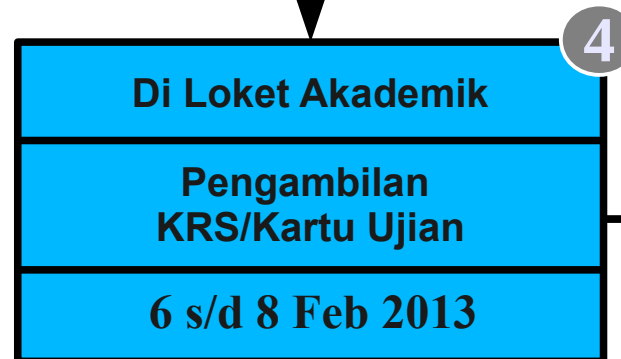 4
Di Loket Akademik
Pengambilan
KRS/Kartu Ujian
6 s/d 8 Feb 2013